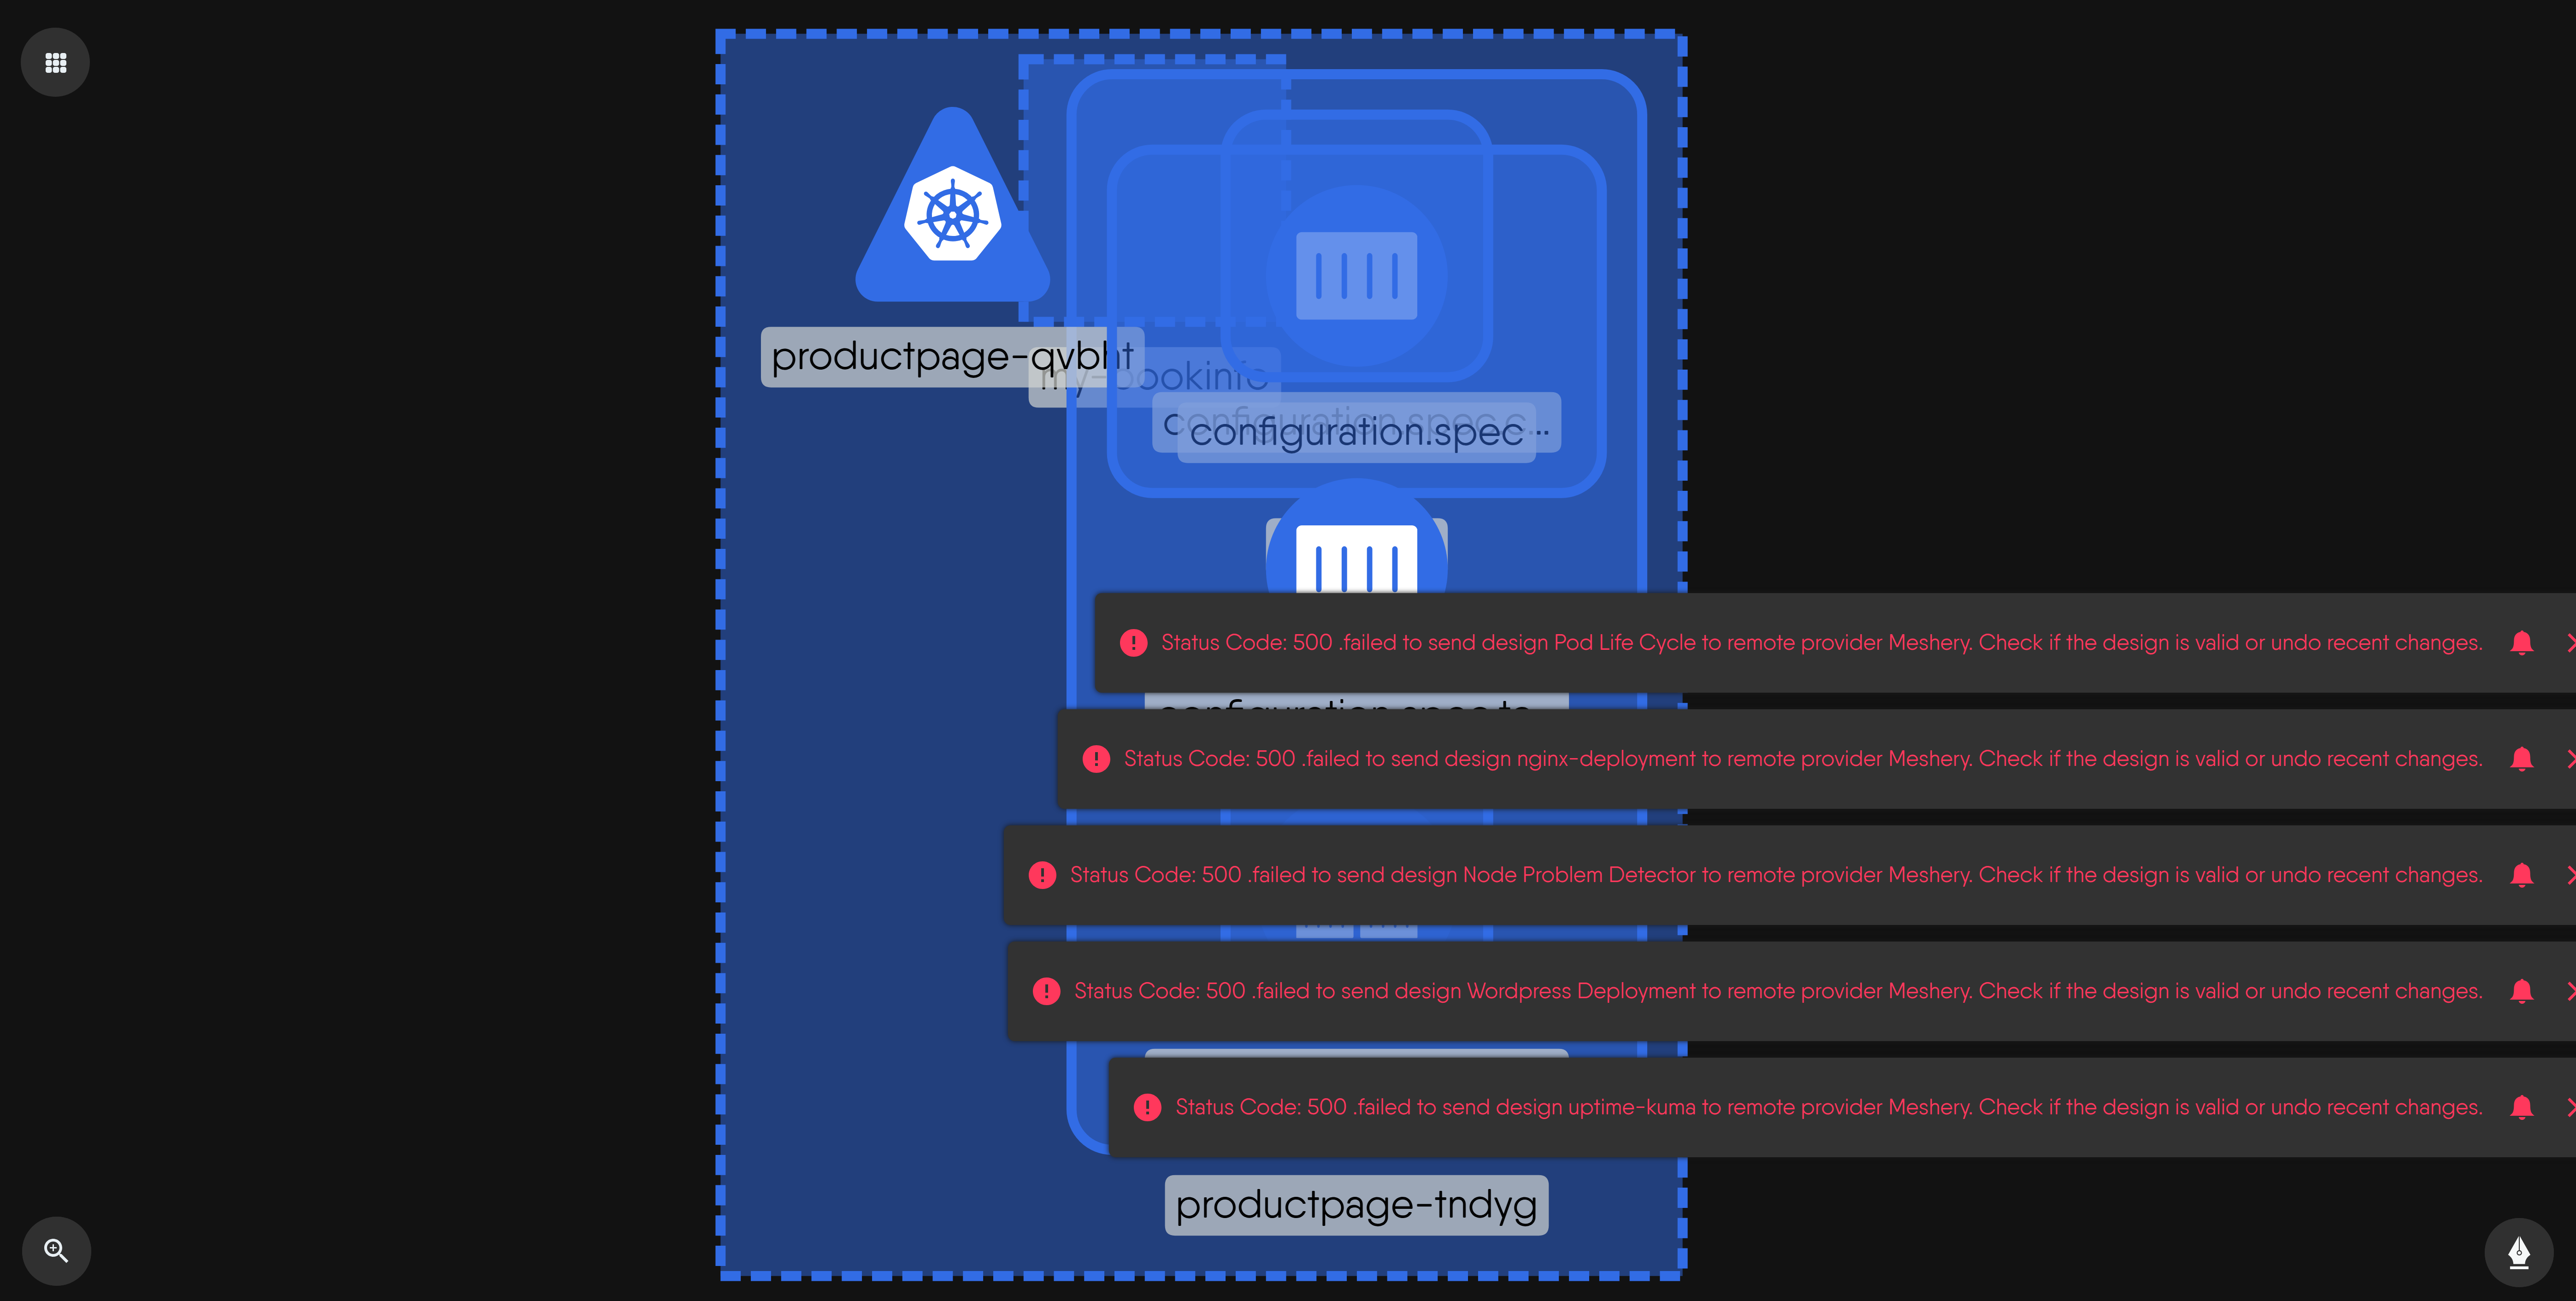 productpage-qvbht
my-bookinfo
configuration.spec.c...
configuration.spec
Status Code: 500 .failed to send design Pod Life Cycle to remote provider Meshery. Check if the design is valid or undo recent changes.
configuration.spec.te...
Status Code: 500 .failed to send design nginx-deployment to remote provider Meshery. Check if the design is valid or undo recent changes.
Status Code: 500 .failed to send design Node Problem Detector to remote provider Meshery. Check if the design is valid or undo recent changes.
Status Code: 500 .failed to send design Wordpress Deployment to remote provider Meshery. Check if the design is valid or undo recent changes.
Status Code: 500 .failed to send design uptime-kuma to remote provider Meshery. Check if the design is valid or undo recent changes.
productpage-tndyg